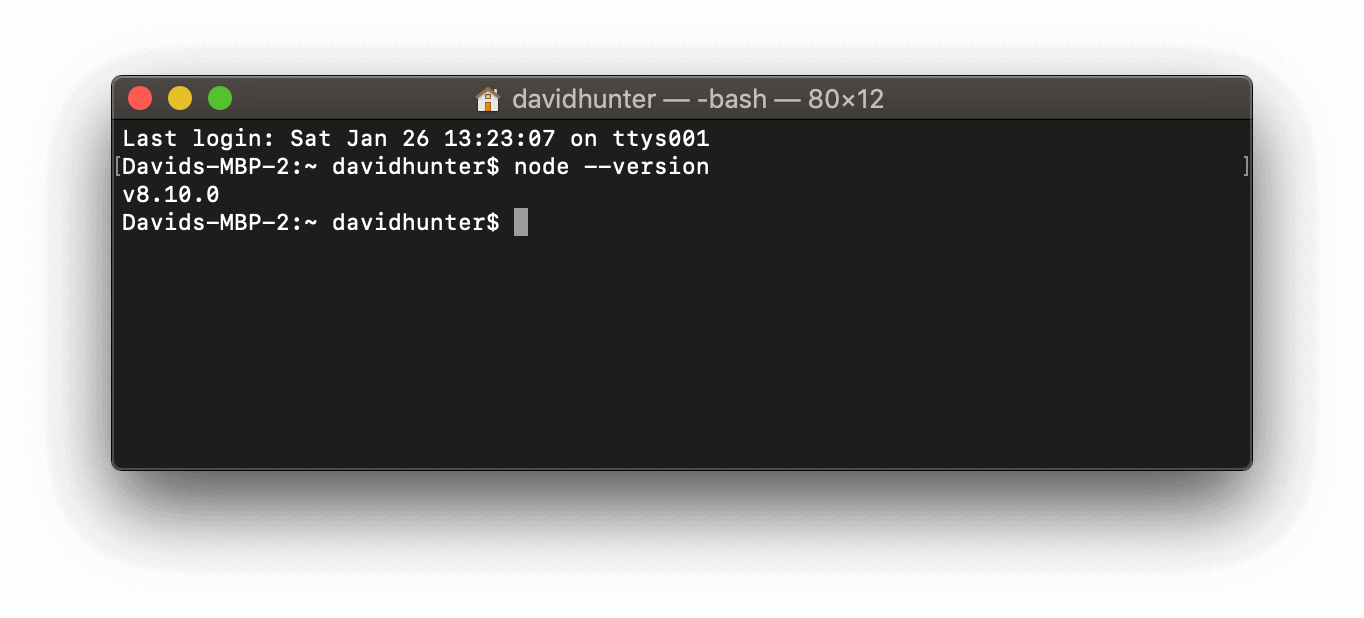 davidhunter — -bash — 80×12
Last login: Sat Jan 26 13:23:07 on ttys001
[Davids-MBP-2:~ davidhunter$ node --version ]
v8.10.0
Davids-MBP-2:~ davidhunter$